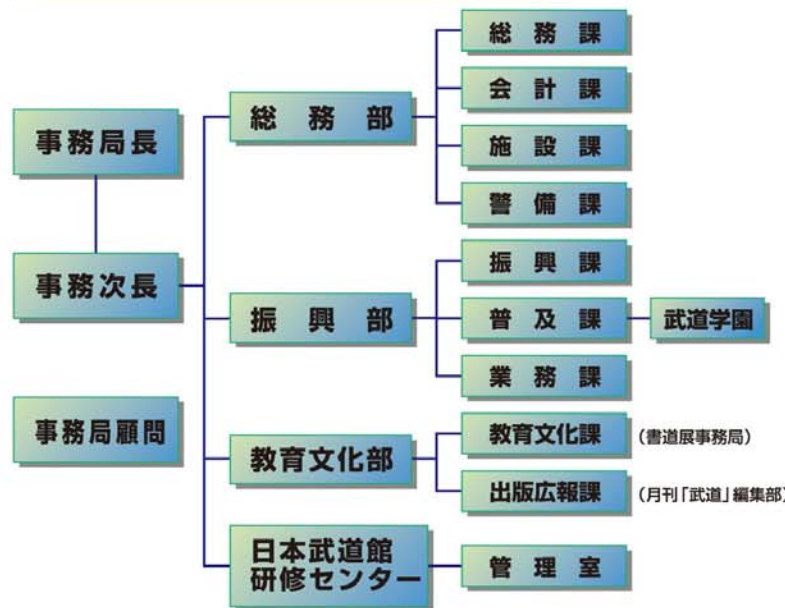 事務局長
事務次長
事務局顧問
総務部
総務課
会計課
施設課
警備課
振興部
振興課
普及課
武道学園
業務課
教育文化部
教育文化課
(書道展事務局)
出版広報課
(月刊「武道」編集部)
日本武道館
研修センター
管理室